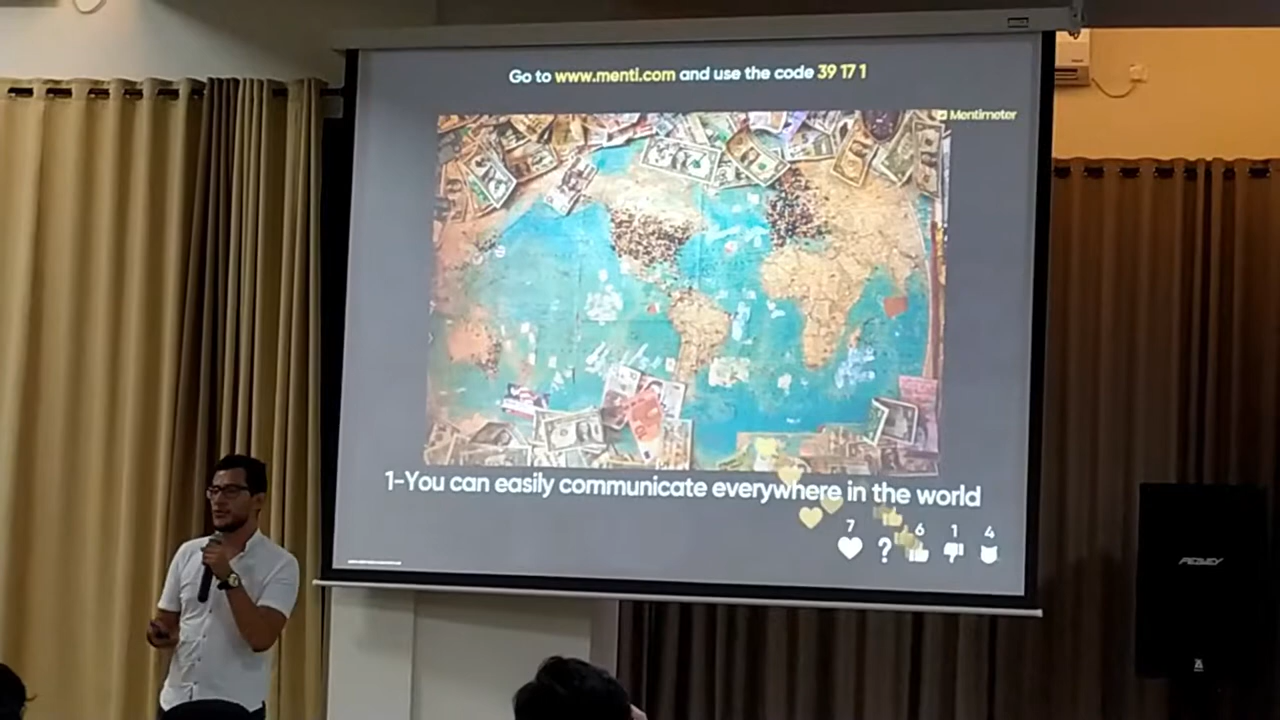 Go to www.menti.com and use the code 39 17 1
Mentimeter
1-You can easily communicate everywhere in the world
7
6
1
4
?